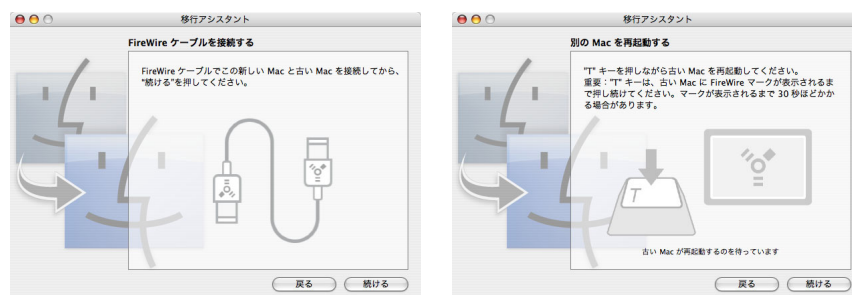 移行アシスタント
FireWire ケーブルを接続する
FireWire ケーブルでこの新しい Mac と古い Mac を接続してから、
“続ける”を押してください。
戻る
続ける
移行アシスタント
別の Mac を再起動する
"T" キーを押しながら古い Mac を再起動してください。
重要："T" キーは、古い Mac に FireWire マークが表示されるま
で押し続けてください。マークが表示されるまで 30 秒ほどかか
る場合があります。
T
古い Mac が再起動するのを待っています
戻る
続ける